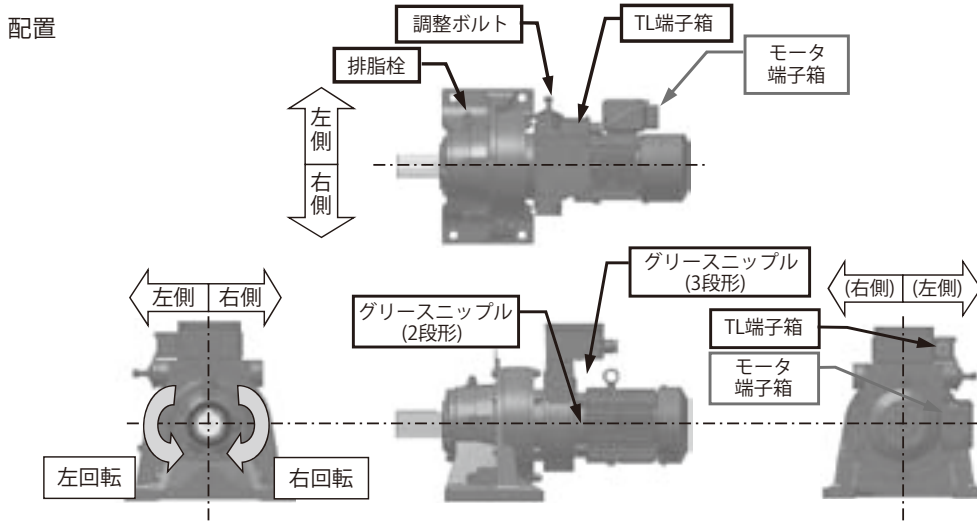 配置
調整ボルト
TL端子箱
排脂栓
モータ
端子箱
左側
右側
グリースニップル
(3段形)
左側
右側
(右側)
(左側)
グリースニップル
(2段形)
TL端子箱
モータ
端子箱
左回転
右回転